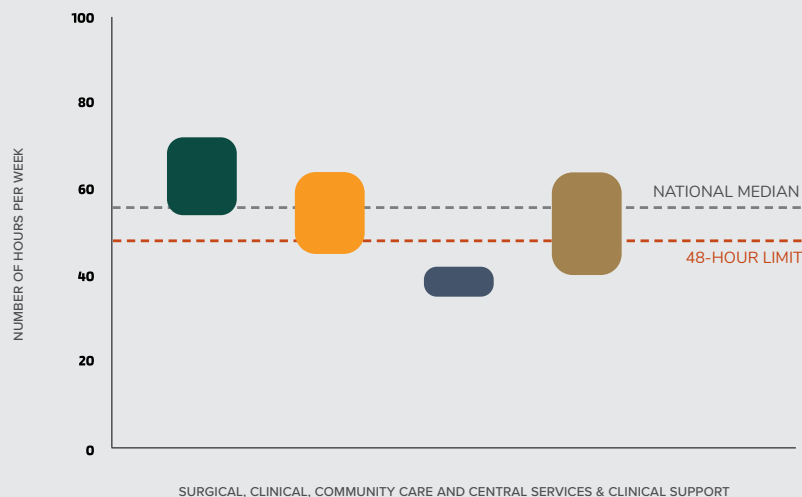 100
80
60
40
20
0
NUMBER OF HOURS PER WEEK
NATIONAL MEDIAN
48-HOUR LIMIT
SURGICAL, CLINICAL, COMMUNITY CARE AND CENTRAL SERVICES & CLINICAL SUPPORT